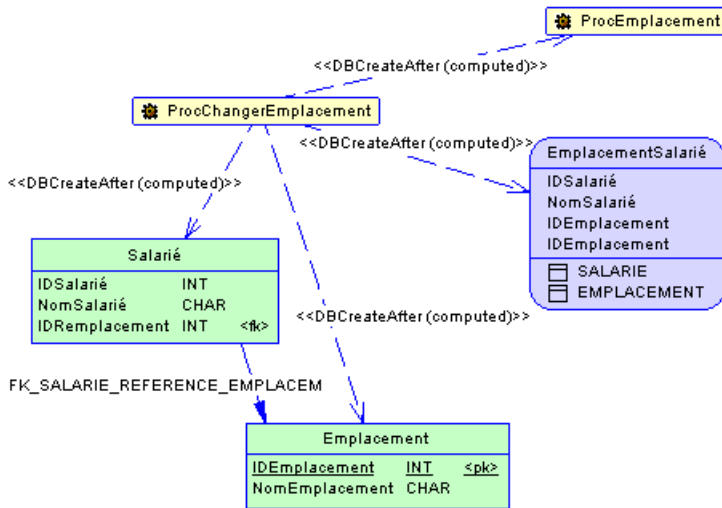 ProcEmplacement
<<DBCreateAfter (computed)>>
ProcChangerEmplacement
<<DBCreateAfter (computed)>>
<<DBCreateAfter (computed)>>
EmplacementSalarié
IDSalarié
NomSalarié
IDEmplacement
IDEmplacement
SALARIE
EMPLACEMENT
Salarié
IDSalarié INT
NomSalarié CHAR
IDRemplacement INT <fk>
<<DBCreateAfter (computed)>>
FK_SALARIE_REFERENCE_EMPLACEM
Emplacement
IDEmplacement INT <pk>
NomEmplacement CHAR